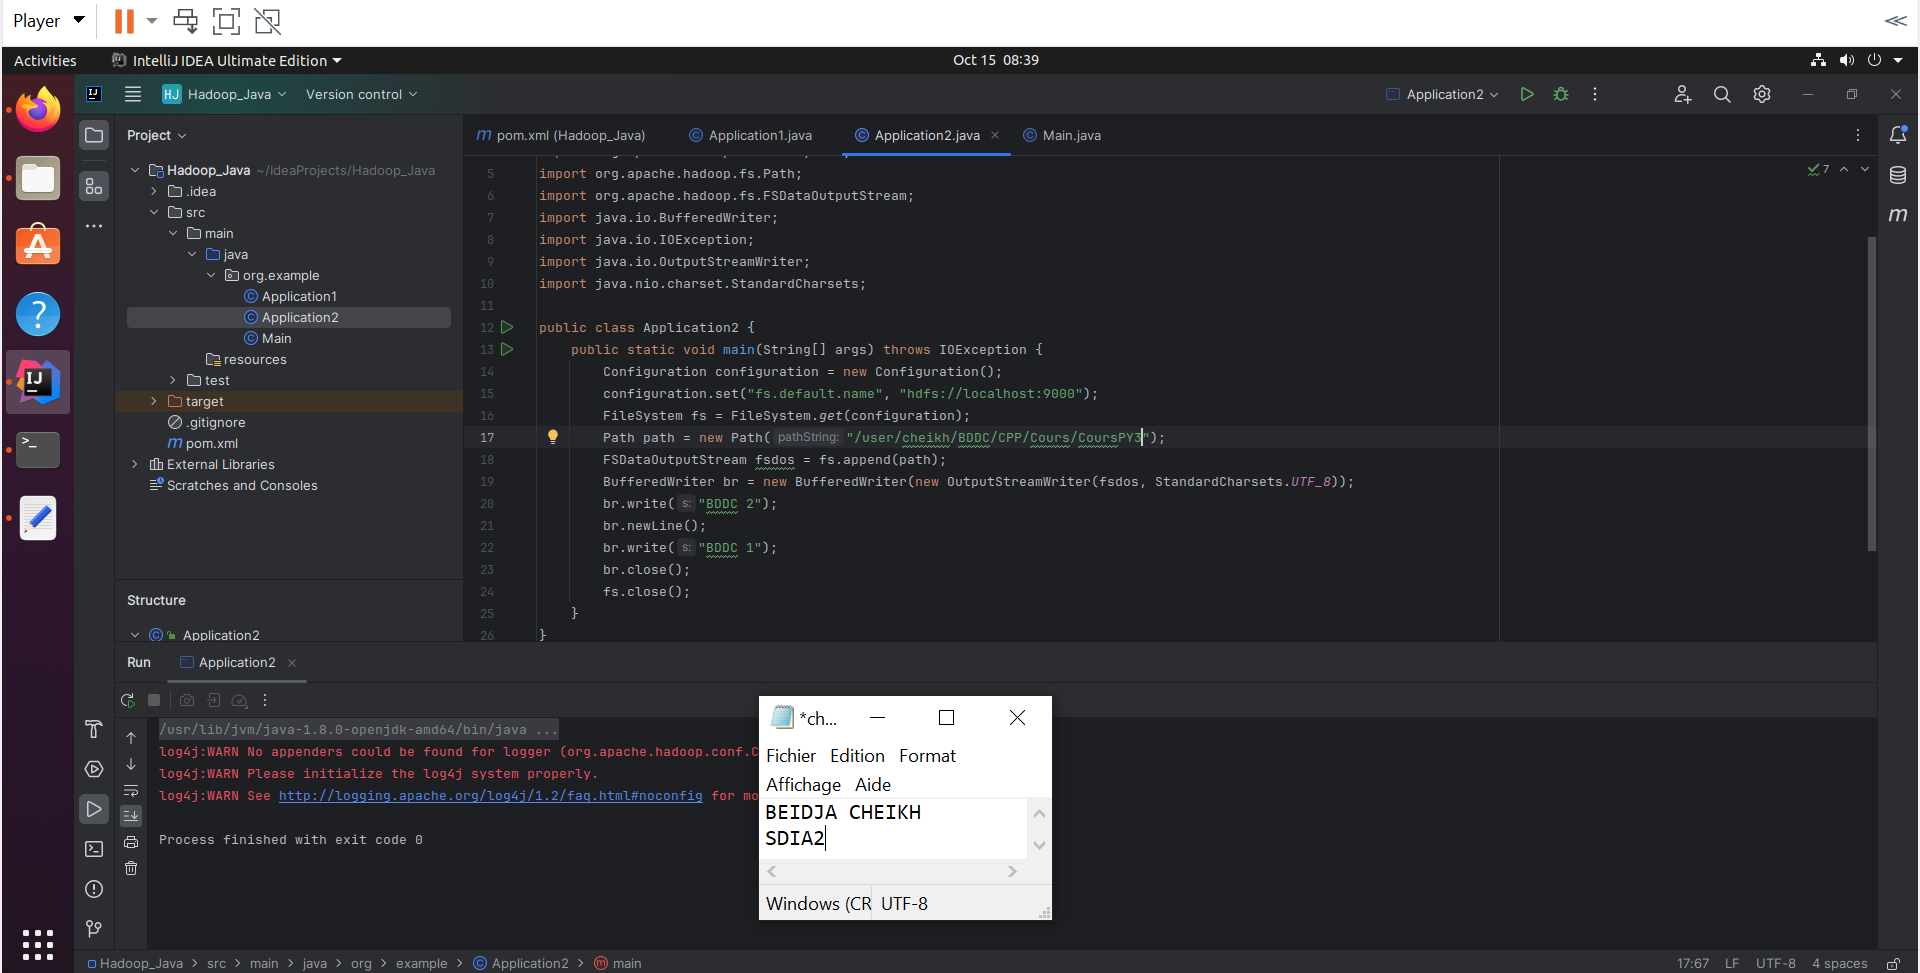 Player
Activities
IntelliJ IDEA Ultimate Edition
Oct 15 08:39
HJ Hadoop_Java
Version control
Application2
Project
pom.xml (Hadoop_Java)
Application1.java
Application2.java
Main.java
Hadoop_Java ~/IdeaProjects/Hadoop_Java
.idea
src
main
java
org.example
Application1
Application2
Main
resources
test
target
.gitignore
pom.xml
External Libraries
Scratches and Consoles
7
5 import org.apache.hadoop.fs.Path;
6 import org.apache.hadoop.fs.FSDataOutputStream;
7 import java.io.BufferedWriter;
8 import java.io.IOException;
9 import java.io.OutputStreamWriter;
10 import java.nio.charset.StandardCharsets;
11
12 public class Application2 {
13 public static void main(String[] args) throws IOException {
14 Configuration configuration = new Configuration();
15 configuration.set("fs.default.name", "hdfs://localhost:9000");
16 FileSystem fs = FileSystem.get(configuration);
17 Path path = new Path( pathString: "/user/cheikh/BDDC/CPP/Cours/CoursPY3");
18 FSDataOutputStream fsdos = fs.append(path);
19 BufferedWriter br = new BufferedWriter(new OutputStreamWriter(fsdos, StandardCharsets.UTF_8));
20 br.write( s: "BDDC 2");
21 br.newLine();
22 br.write( s: "BDDC 1");
23 br.close();
24 fs.close();
25 }
26 }
Structure
Application2
Run
Application2
/usr/lib/jvm/java-1.8.0-openjdk-amd64/bin/java ...
log4j:WARN No appenders could be found for logger (org.apache.hadoop.conf.C
log4j:WARN Please initialize the log4j system properly.
log4j:WARN See http://logging.apache.org/log4j/1.2/faq.html#noconfig for mo
Process finished with exit code 0
*ch...
Fichier Edition Format
Affichage Aide
BEIDJA CHEIKH
SDIA2
Windows (CR UTF-8
Hadoop_Java > src > main > java > org > example > Application2 > main
17:67 LF UTF-8 4 spaces